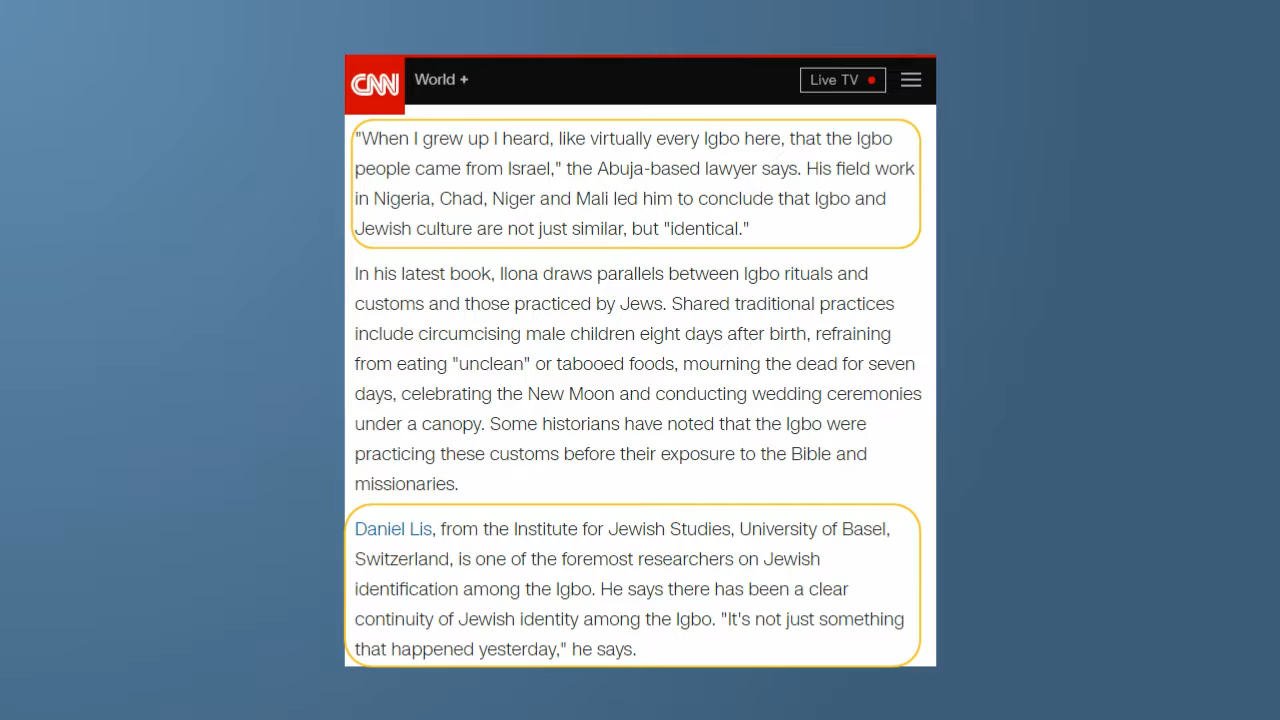 CNN World + Live TV
"When I grew up I heard, like virtually every Igbo here, that the Igbo
people came from Israel," the Abuja-based lawyer says. His field work
in Nigeria, Chad, Niger and Mali led him to conclude that Igbo and
Jewish culture are not just similar, but "identical."
In his latest book, Ilona draws parallels between Igbo rituals and
customs and those practiced by Jews. Shared traditional practices
include circumcising male children eight days after birth, refraining
from eating "unclean" or tabooed foods, mourning the dead for seven
days, celebrating the New Moon and conducting wedding ceremonies
under a canopy. Some historians have noted that the Igbo were
practicing these customs before their exposure to the Bible and
missionaries.
Daniel Lis, from the Institute for Jewish Studies, University of Basel,
Switzerland, is one of the foremost researchers on Jewish
identification among the Igbo. He says there has been a clear
continuity of Jewish identity among the Igbo. "It's not just something
that happened yesterday," he says.